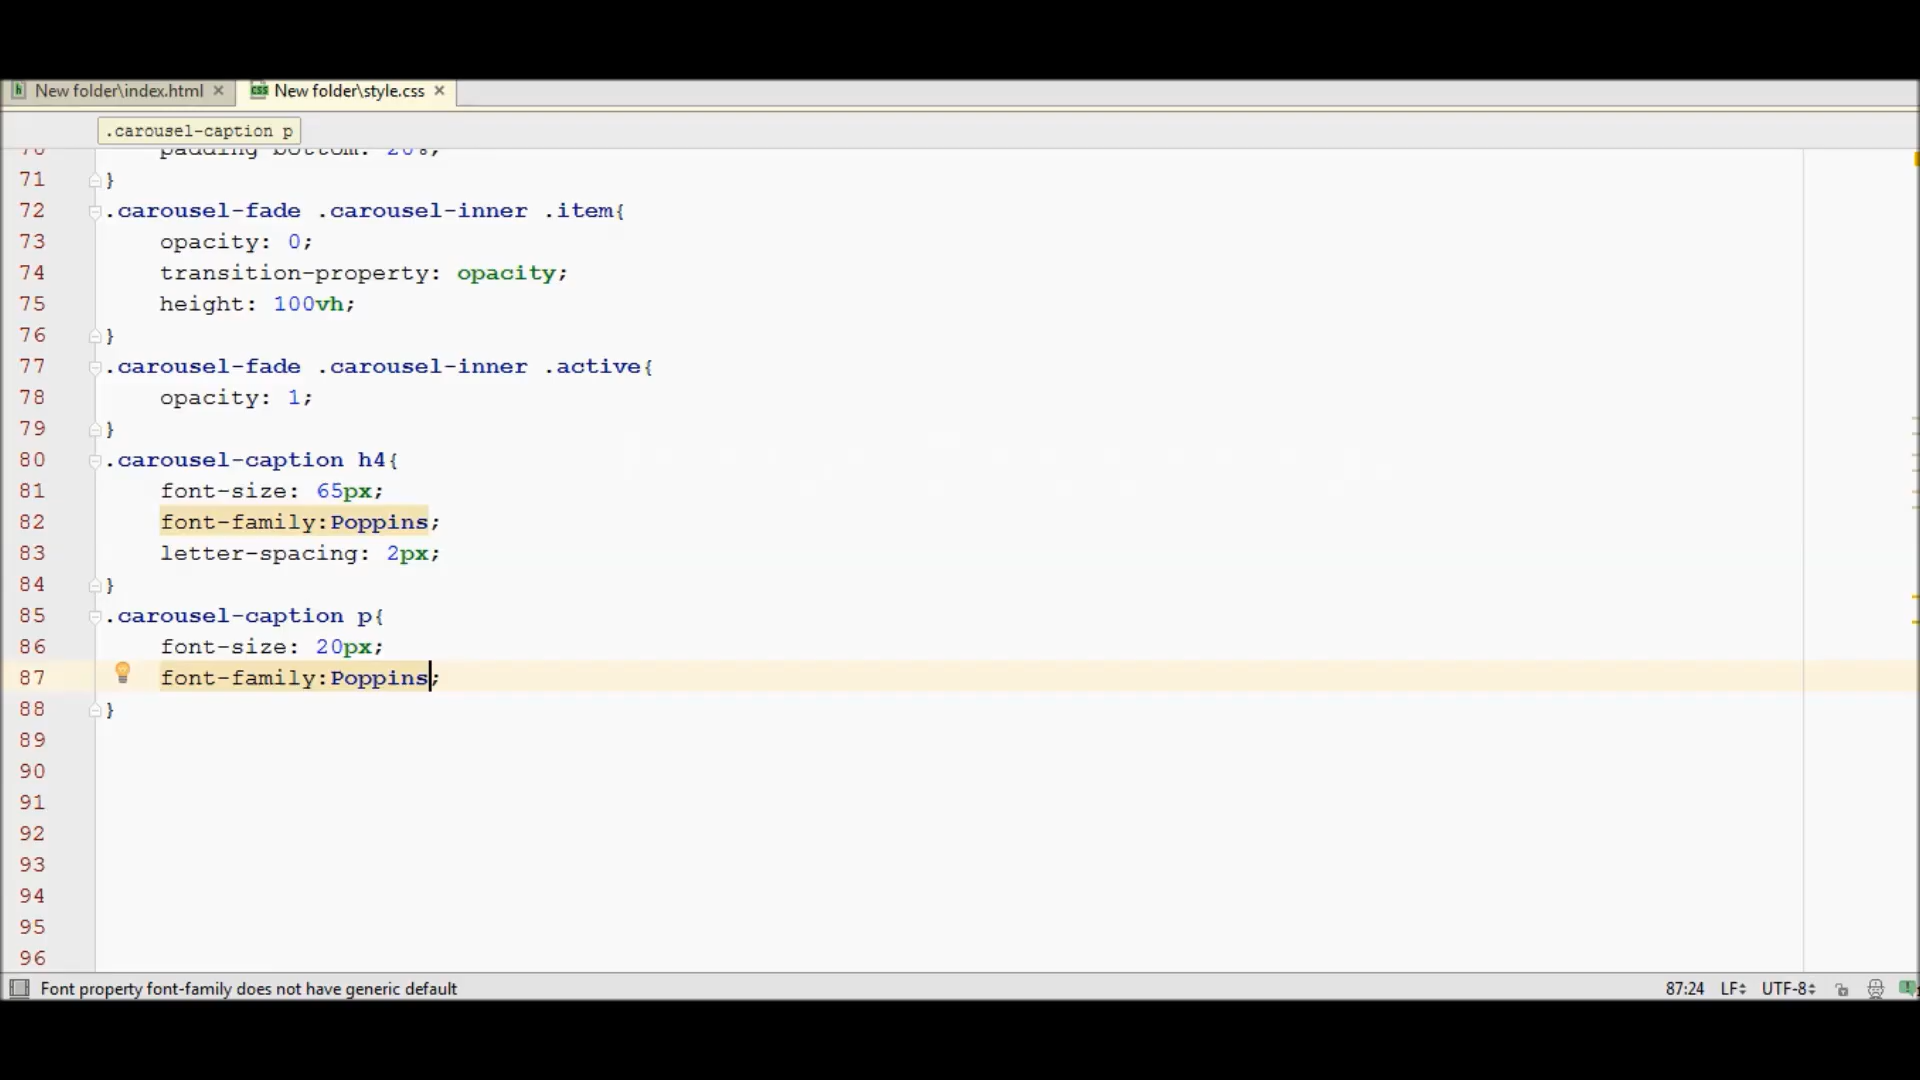 New folder\index.html
New folder\style.css
.carousel-caption p
70 padding-bottom: 20%;
71 }
72 .carousel-fade .carousel-inner .item{
73 opacity: 0;
74 transition-property: opacity;
75 height: 100vh;
76 }
77 .carousel-fade .carousel-inner .active{
78 opacity: 1;
79 }
80 .carousel-caption h4{
81 font-size: 65px;
82 font-family:Poppins;
83 letter-spacing: 2px;
84 }
85 .carousel-caption p{
86 font-size: 20px;
87 font-family:Poppins;
88 }
89
90
91
92
93
94
95
96
Font property font-family does not have generic default
87:24 LF UTF-8